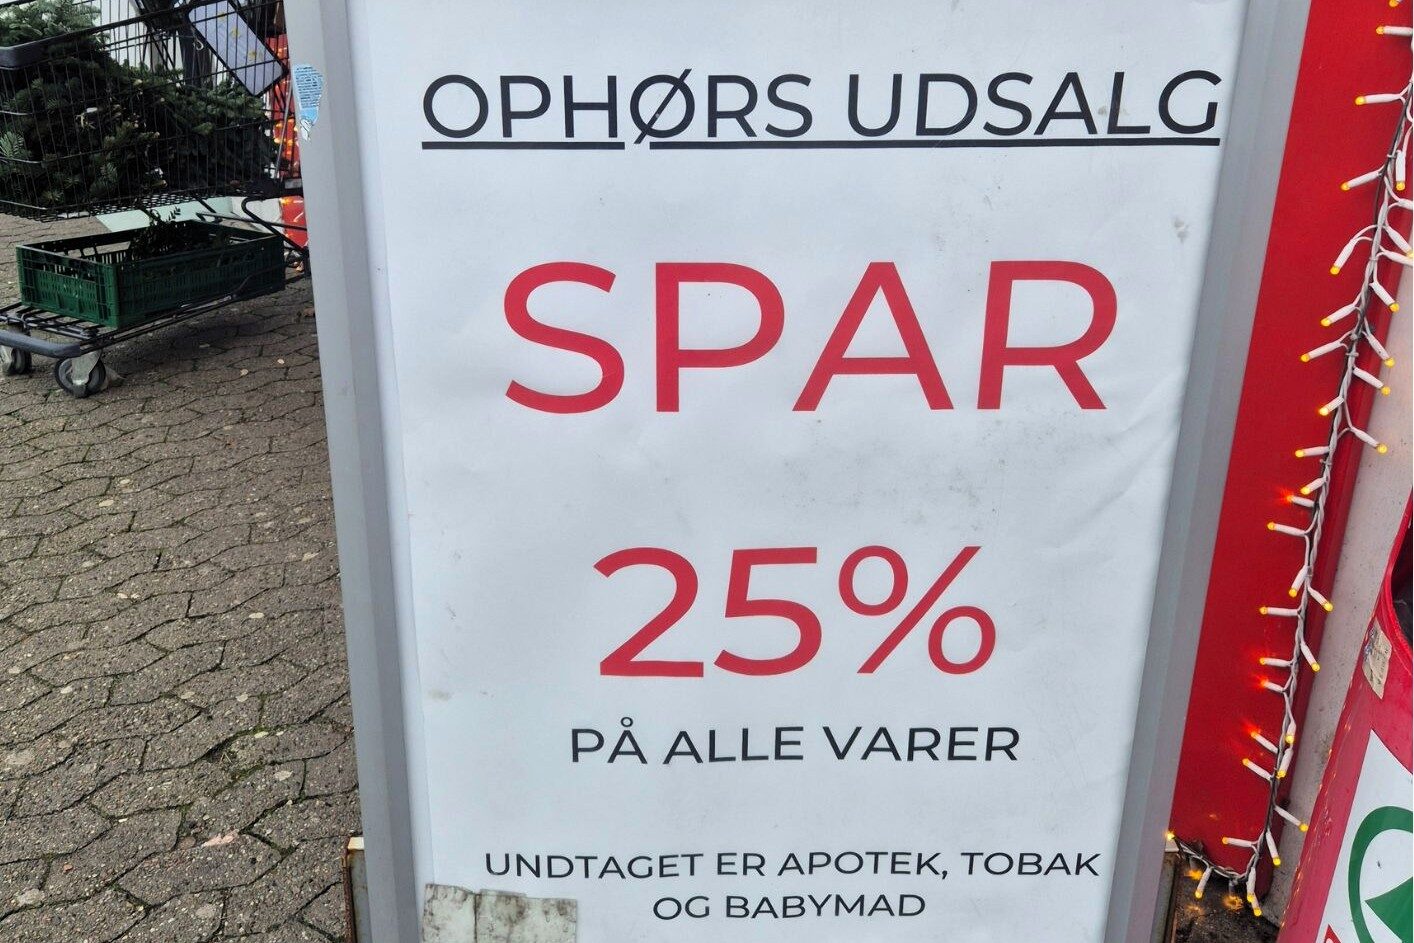 OPHØRS UDSALG
SPAR
25%
PÅ ALLE VARER
UNDTAGET ER APOTEK, TOBAK
OG BABYMAD